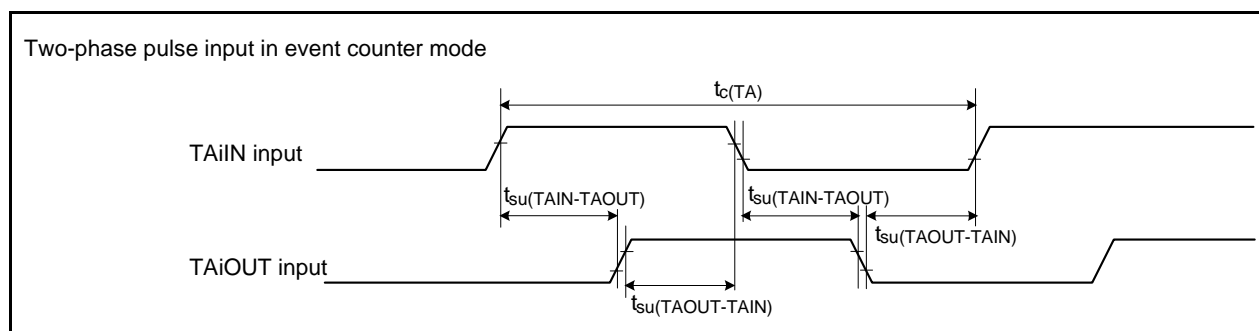 Two-phase pulse input in event counter mode
tc(TA)
TAiIN input
tsu(TAIN-TAOUT)
tsu(TAIN-TAOUT)
tsu(TAOUT-TAIN)
TAiOUT input
tsu(TAOUT-TAIN)